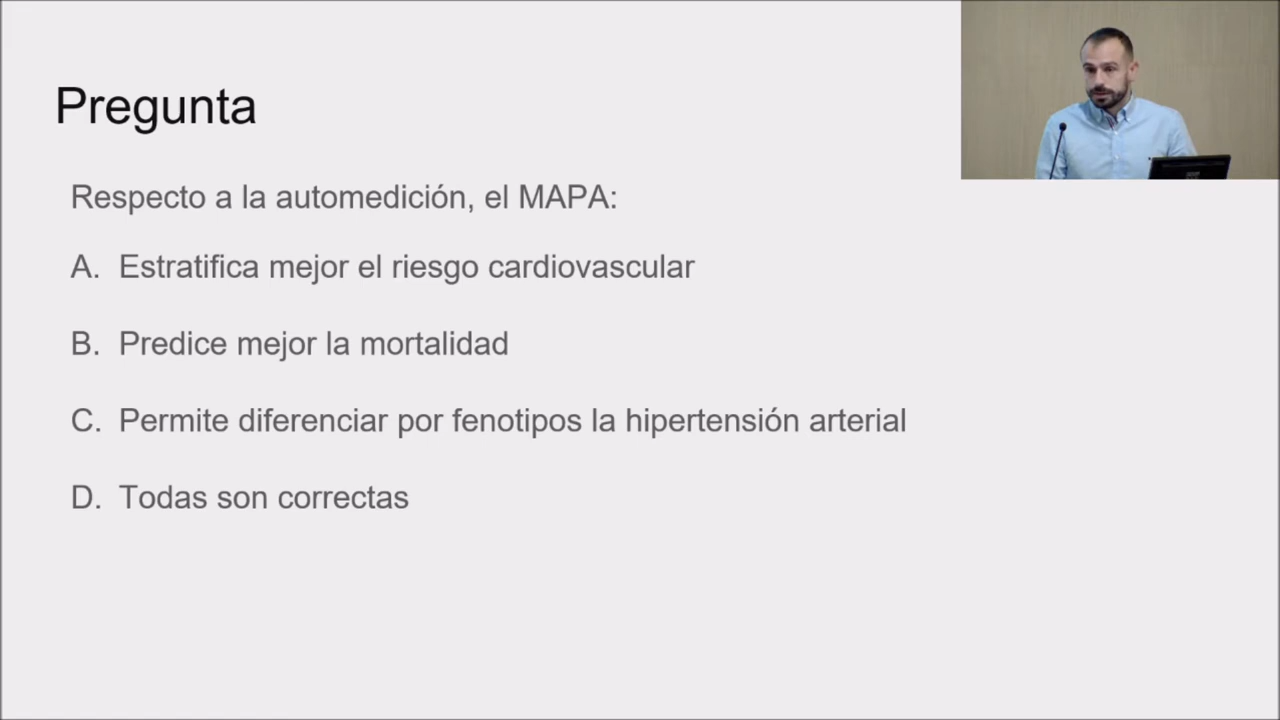 Pregunta
Respecto a la automedición, el MAPA:
A. Estratifica mejor el riesgo cardiovascular
B. Predice mejor la mortalidad
C. Permite diferenciar por fenotipos la hipertensión arterial
D. Todas son correctas